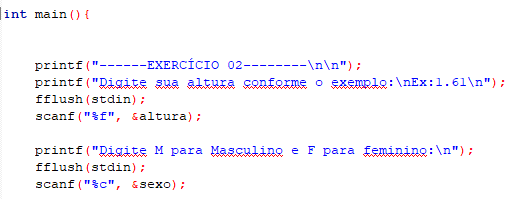 int main(){
printf("------EXERCÍCIO 02--------\n\n");
printf("Digite sua altura conforme o exemplo:\nEx:1.61\n");
fflush(stdin);
scanf("%f", &altura);
printf("Digite M para Masculino e F para feminino:\n");
fflush(stdin);
scanf("%c", &sexo);